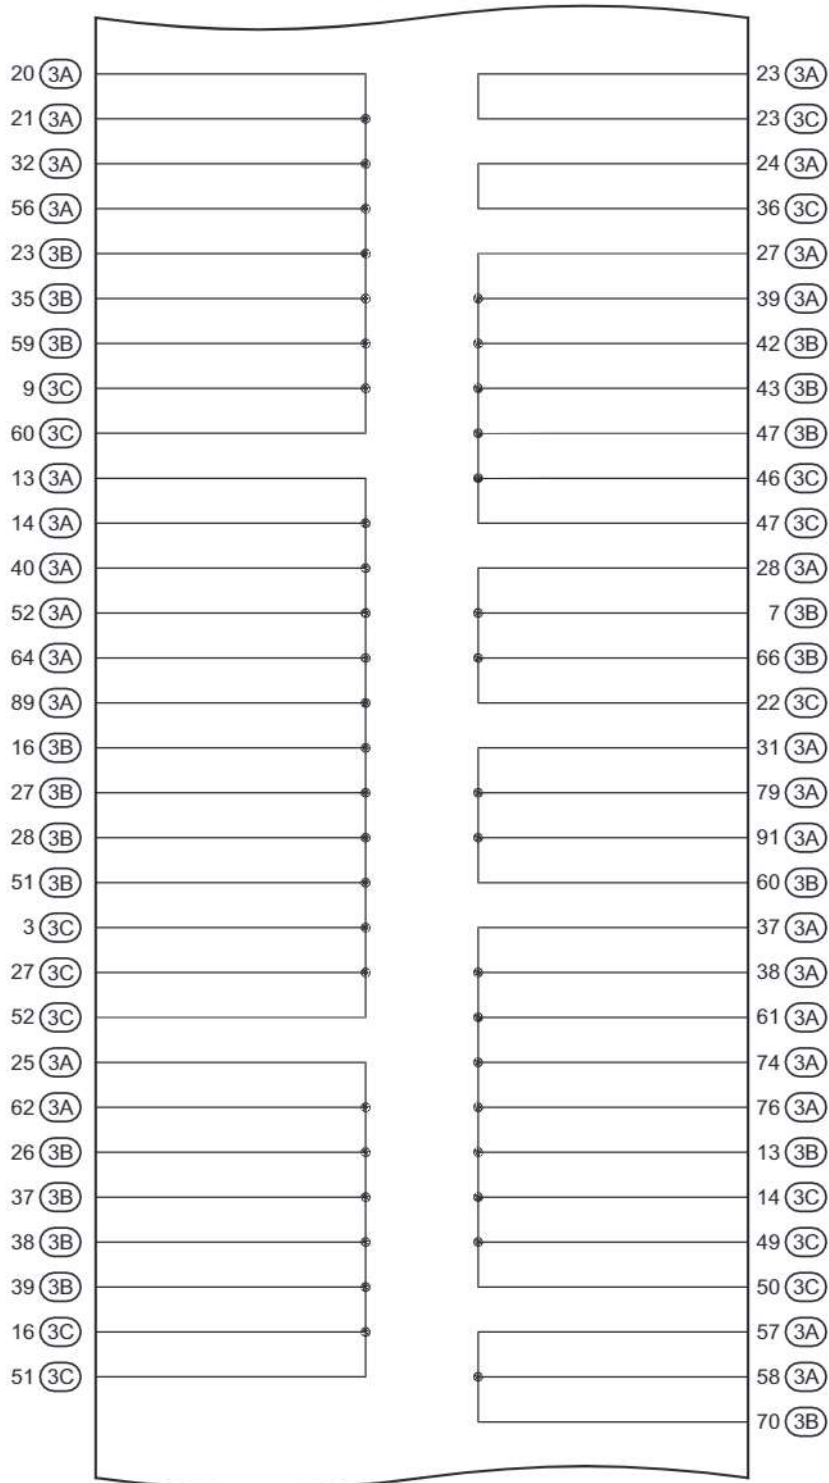 20 3A
21 3A
32 3A
56 3A
23 3B
35 3B
59 3B
9 3C
60 3C
13 3A
14 3A
40 3A
52 3A
64 3A
89 3A
16 3B
27 3B
28 3B
51 3B
3 3C
27 3C
52 3C
25 3A
62 3A
26 3B
37 3B
38 3B
39 3B
16 3C
51 3C
23 3A
23 3C
24 3A
36 3C
27 3A
39 3A
42 3B
43 3B
47 3B
46 3C
47 3C
28 3A
7 3B
66 3B
22 3C
31 3A
79 3A
91 3A
60 3B
37 3A
38 3A
61 3A
74 3A
76 3A
13 3B
14 3C
49 3C
50 3C
57 3A
58 3A
70 3B